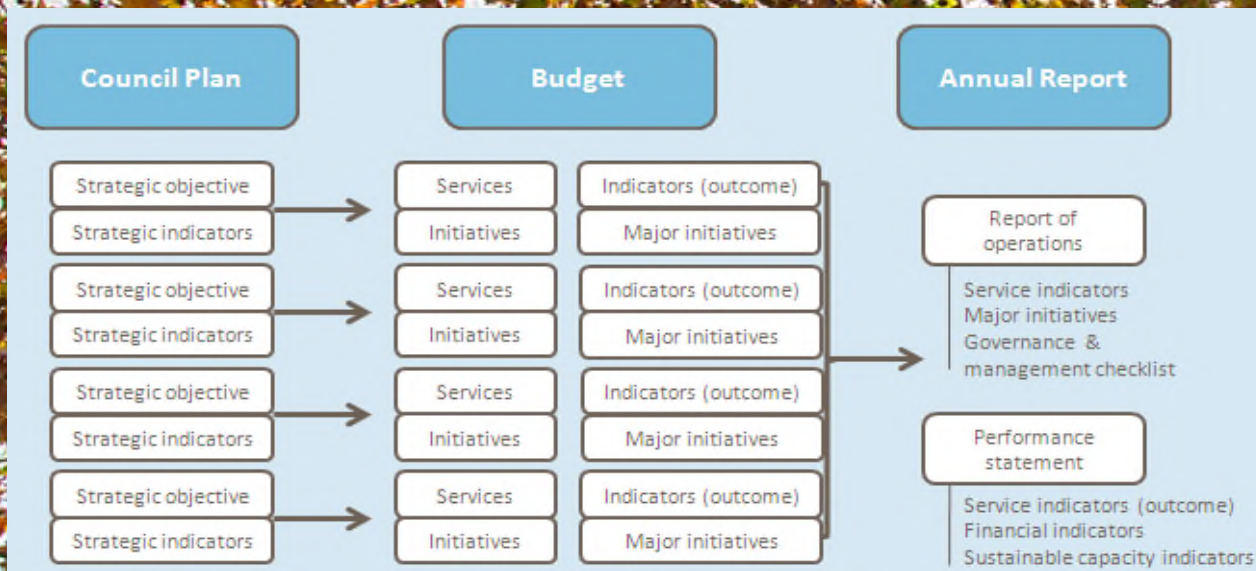 Council Plan
Budget
Annual Report
Strategic objective
Strategic indicators
Services
Initiatives
Indicators (outcome)
Major initiatives
Strategic objective
Strategic indicators
Services
Initiatives
Indicators (outcome)
Major initiatives
Strategic objective
Strategic indicators
Services
Initiatives
Indicators (outcome)
Major initiatives
Strategic objective
Strategic indicators
Services
Initiatives
Indicators (outcome)
Major initiatives
Report of
operations
Service indicators
Major initiatives
Governance &
management checklist
Performance
statement
Service indicators (outcome)
Financial indicators
Sustainable capacity indicators